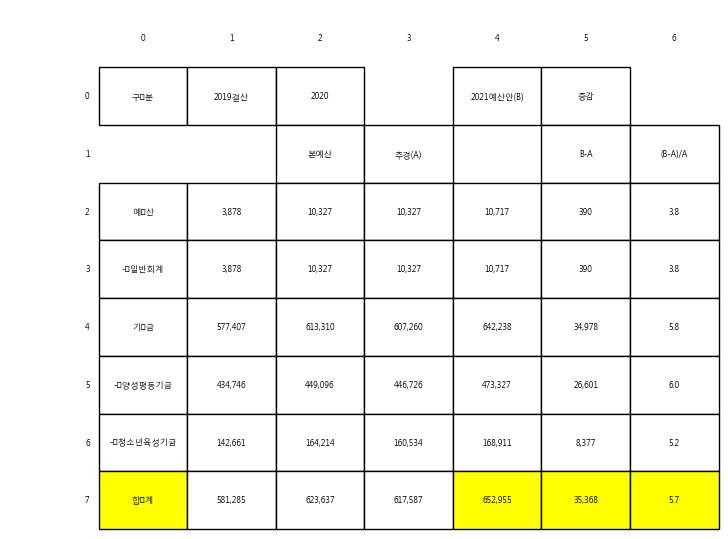 0 1 2 3 4 5 6
0 구분 2019결산 2020 2021예산안(B) 증감
1 본예산 추경(A) B-A (B-A)/A
2 예산 3,878 10,327 10,327 10,717 390 3.8
3 - 일반회계 3,878 10,327 10,327 10,717 390 3.8
4 기금 577,407 613,310 607,260 642,238 34,978 5.8
5 - 양성평등기금 434,746 449,096 446,726 473,327 26,601 6.0
6 - 청소년육성기금 142,661 164,214 160,534 168,911 8,377 5.2
7 합계 581,285 623,637 617,587 652,955 35,368 5.7